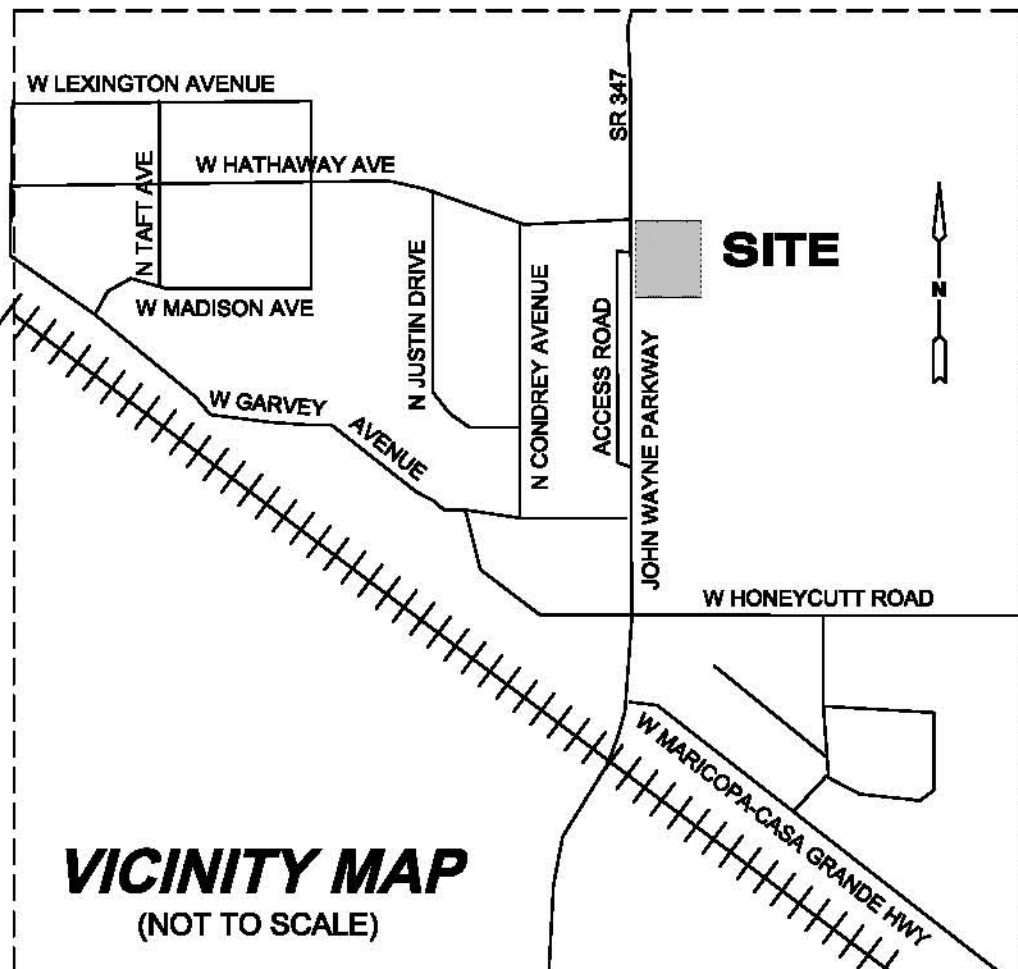 W LEXINGTON AVENUE
SR 347
N TAFT AVE
W HATHAWAY AVE
SITE
W MADISON AVE
N JUSTIN DRIVE
N CONDREY AVENUE
ACCESS ROAD
N
W GARVEY
AVENUE
JOHN WAYNE PARKWAY
W HONEYCUTT ROAD
W MARICOPA-CASA GRANDE HWY
VICINITY MAP
(NOT TO SCALE)